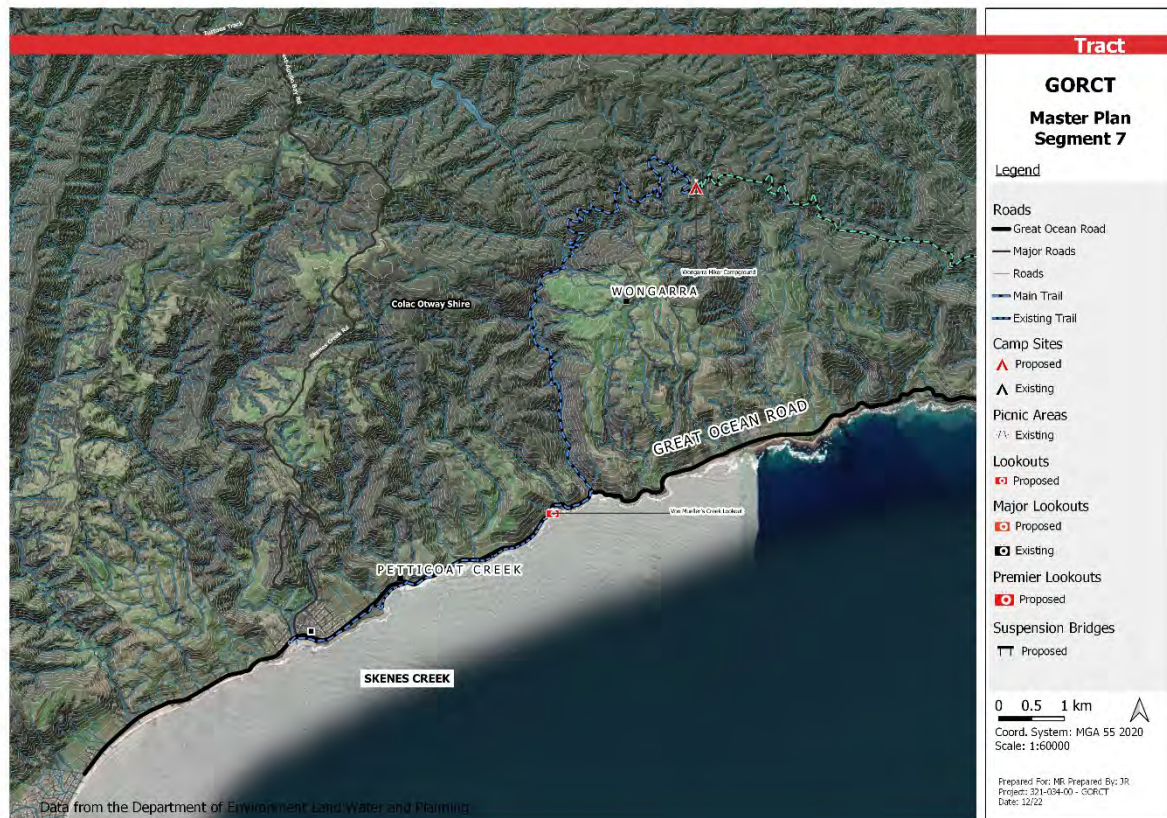 Tract
GORCT
Master Plan
Segment 7
Legend
Roads
Great Ocean Road
Major Roads
Roads
Main Trail
Existing Trail
Camp Sites
Proposed
Existing
Picnic Areas
Existing
Lookouts
Proposed
Major Lookouts
Proposed
Existing
Premier Lookouts
Proposed
Suspension Bridges
Proposed
0 0.5 1 km
Coord. System: MGA 55 2020
Scale: 1:60000
Prepared For: MR Prepared By: JR
Project: 321-034-00 - GORCT
Date: 12/22
Wongarra Hiker Campground
WONGARRA
Colac Otway Shire
Skenes Creek Rd
GREAT OCEAN ROAD
Von Mueller's Creek Lookout
PETTICOAT CREEK
SKENES CREEK
Data from the Department of Environment Land Water and Planning